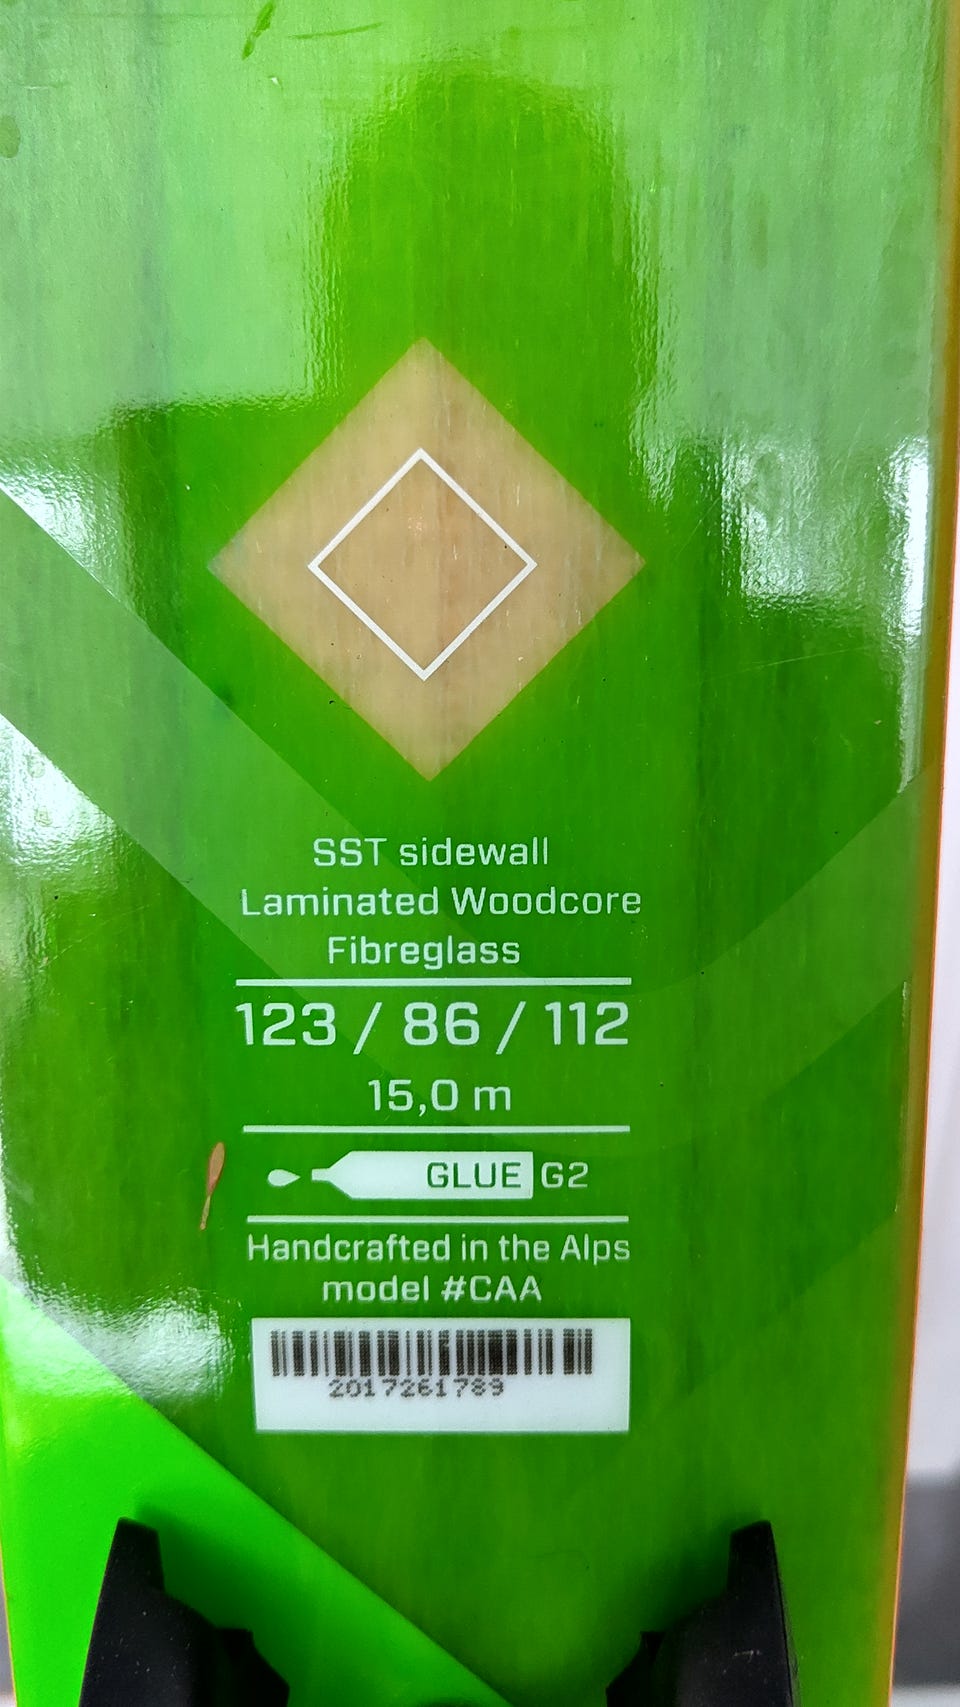 SST sidewall
Laminated Woodcore
Fibreglass
123 / 86 / 112
15,0 m
GLUE G2
Handcrafted in the Alps
model #CAA
2017261789